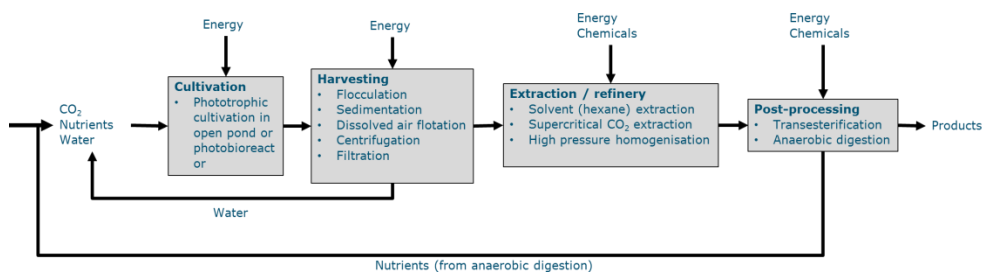 Energy
Energy
Energy
Chemicals
Energy
Chemicals
CO₂
Nutrients
Water
Cultivation
• Phototrophic
cultivation in
open pond or
photobioreact
or
Harvesting
• Flocculation
• Sedimentation
• Dissolved air flotation
• Centrifugation
• Filtration
Extraction / refinery
• Solvent (hexane) extraction
• Supercritical CO₂ extraction
• High pressure homogenisation
Post-processing
• Transesterification
• Anaerobic digestion
Products
Water
Nutrients (from anaerobic digestion)